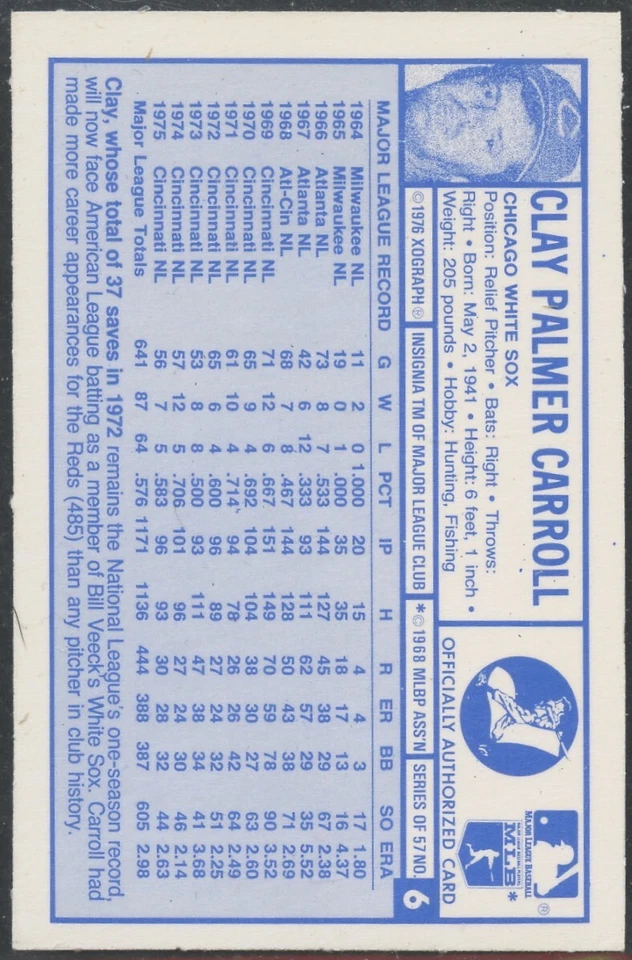 CLAY PALMER CARROLL
CHICAGO WHITE SOX
Position: Relief Pitcher • Bats: Right • Throws:
Right • Born: May 2, 1941 • Height: 6 feet, 1 inch •
Weight: 205 pounds • Hobby: Hunting, Fishing
MAJOR LEAGUE BASEBALL
MLB*
®
OFFICIALLY AUTHORIZED CARD
© 1976 XOGRAPH ® INSIGNIA TM OF MAJOR LEAGUE CLUB *© 1968 MLBP ASS'N SERIES OF 57 NO. 6
MAJOR LEAGUE RECORD G W L PCT IP H R ER BB SO ERA
1964 Milwaukee NL 11 2 0 1.000 20 15 4 4 3 17 1.80
1965 Milwaukee NL 19 0 1 .000 35 35 18 17 13 16 4.37
1966 Atlanta NL 73 8 7 .533 144 127 45 38 29 67 2.38
1967 Atlanta NL 42 6 12 .333 93 111 62 57 29 35 5.52
1968 Atl-Cin NL 68 7 8 .467 144 128 50 43 38 71 2.69
1969 Cincinnati NL 71 12 6 .667 151 149 70 59 78 90 3.52
1970 Cincinnati NL 65 9 4 .692 104 104 38 30 27 63 2.60
1971 Cincinnati NL 61 10 4 .714 94 78 26 26 42 64 2.49
1972 Cincinnati NL 65 6 4 .600 96 89 27 24 32 51 2.25
1973 Cincinnati NL 53 8 8 .500 93 111 47 38 34 41 3.68
1974 Cincinnati NL 57 12 5 .706 101 96 27 24 30 46 2.14
1975 Cincinnati NL 56 7 5 .583 96 93 30 28 32 44 2.63
Major League Totals 641 87 64 .576 1171 1136 444 388 387 605 2.98
Clay, whose total of 37 saves in 1972 remains the National League's one-season record,
will now face American League batting as a member of Bill Veeck's White Sox. Carroll had
made more career appearances for the Reds (485) than any pitcher in club history.